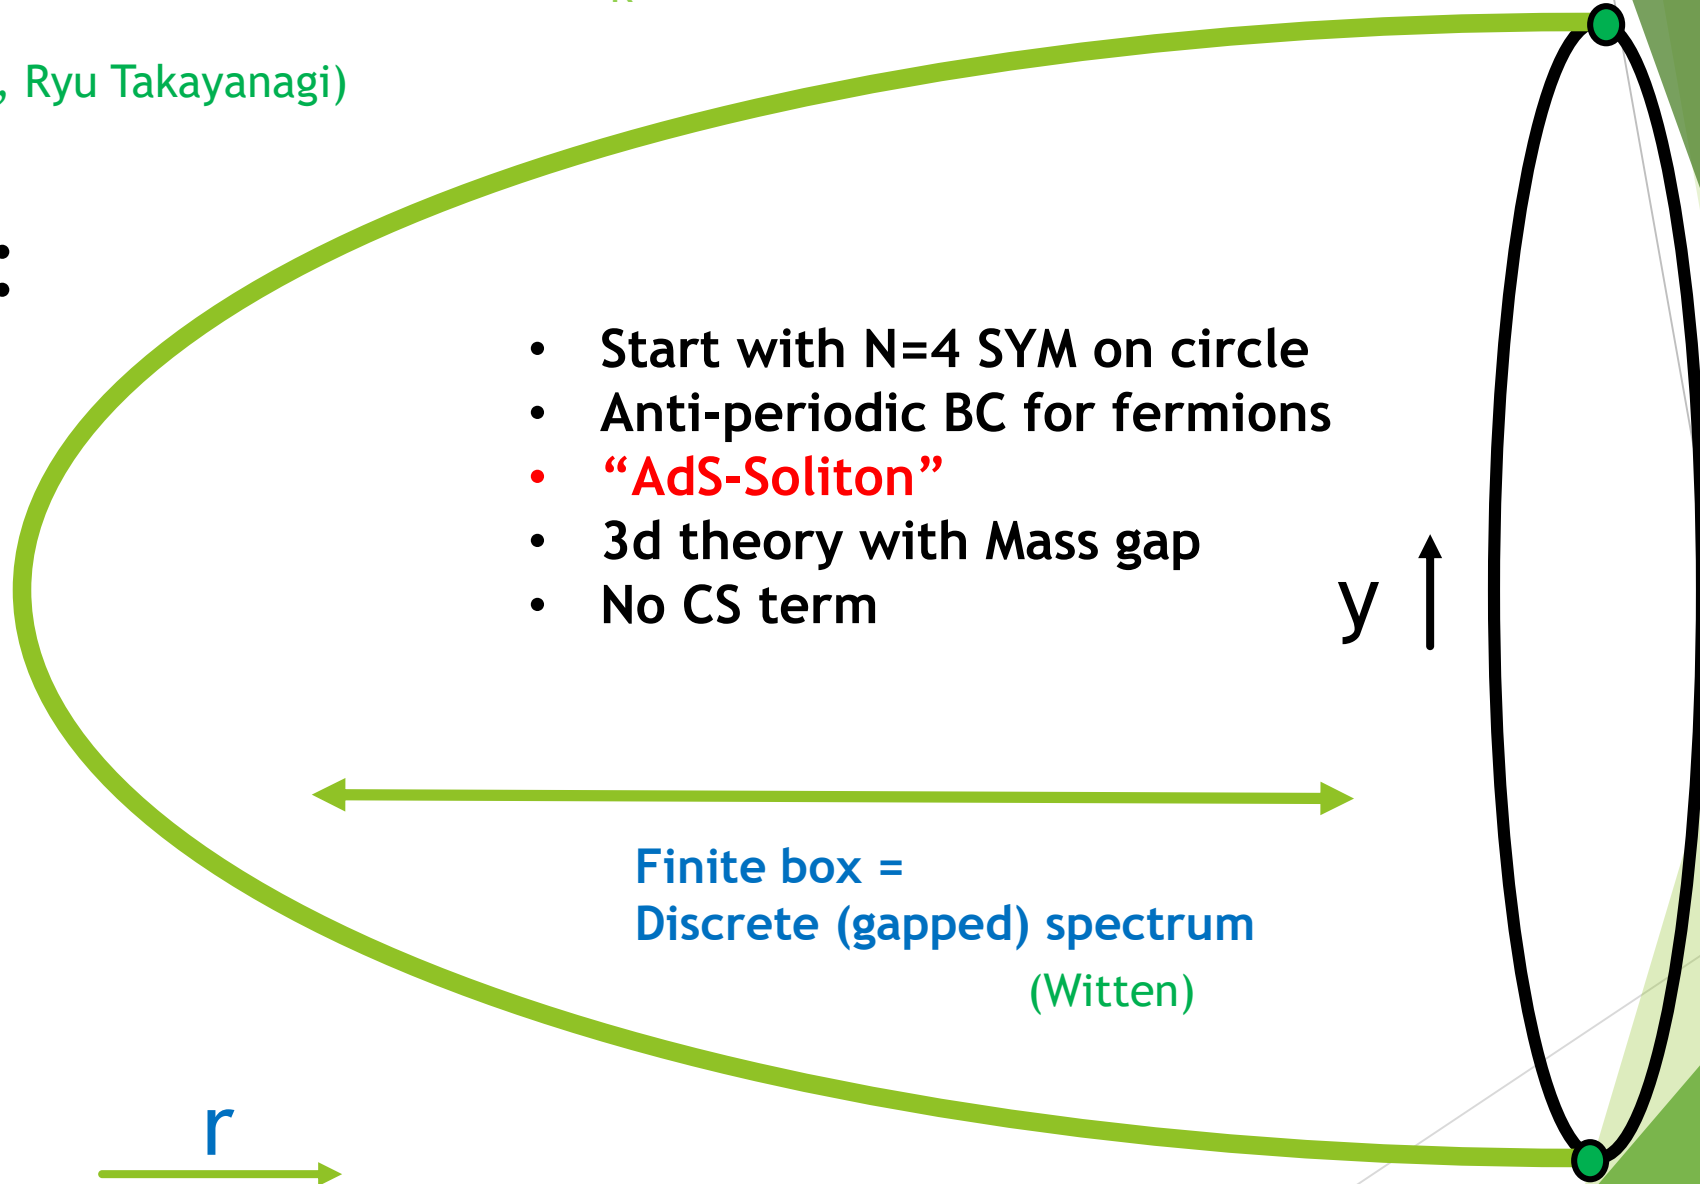 , Ryu Takayanagi)
:
• Start with N=4 SYM on circle
• Anti-periodic BC for fermions
• “AdS-Soliton”
• 3d theory with Mass gap
• No CS term
y
Finite box =
Discrete (gapped) spectrum
(Witten)
r